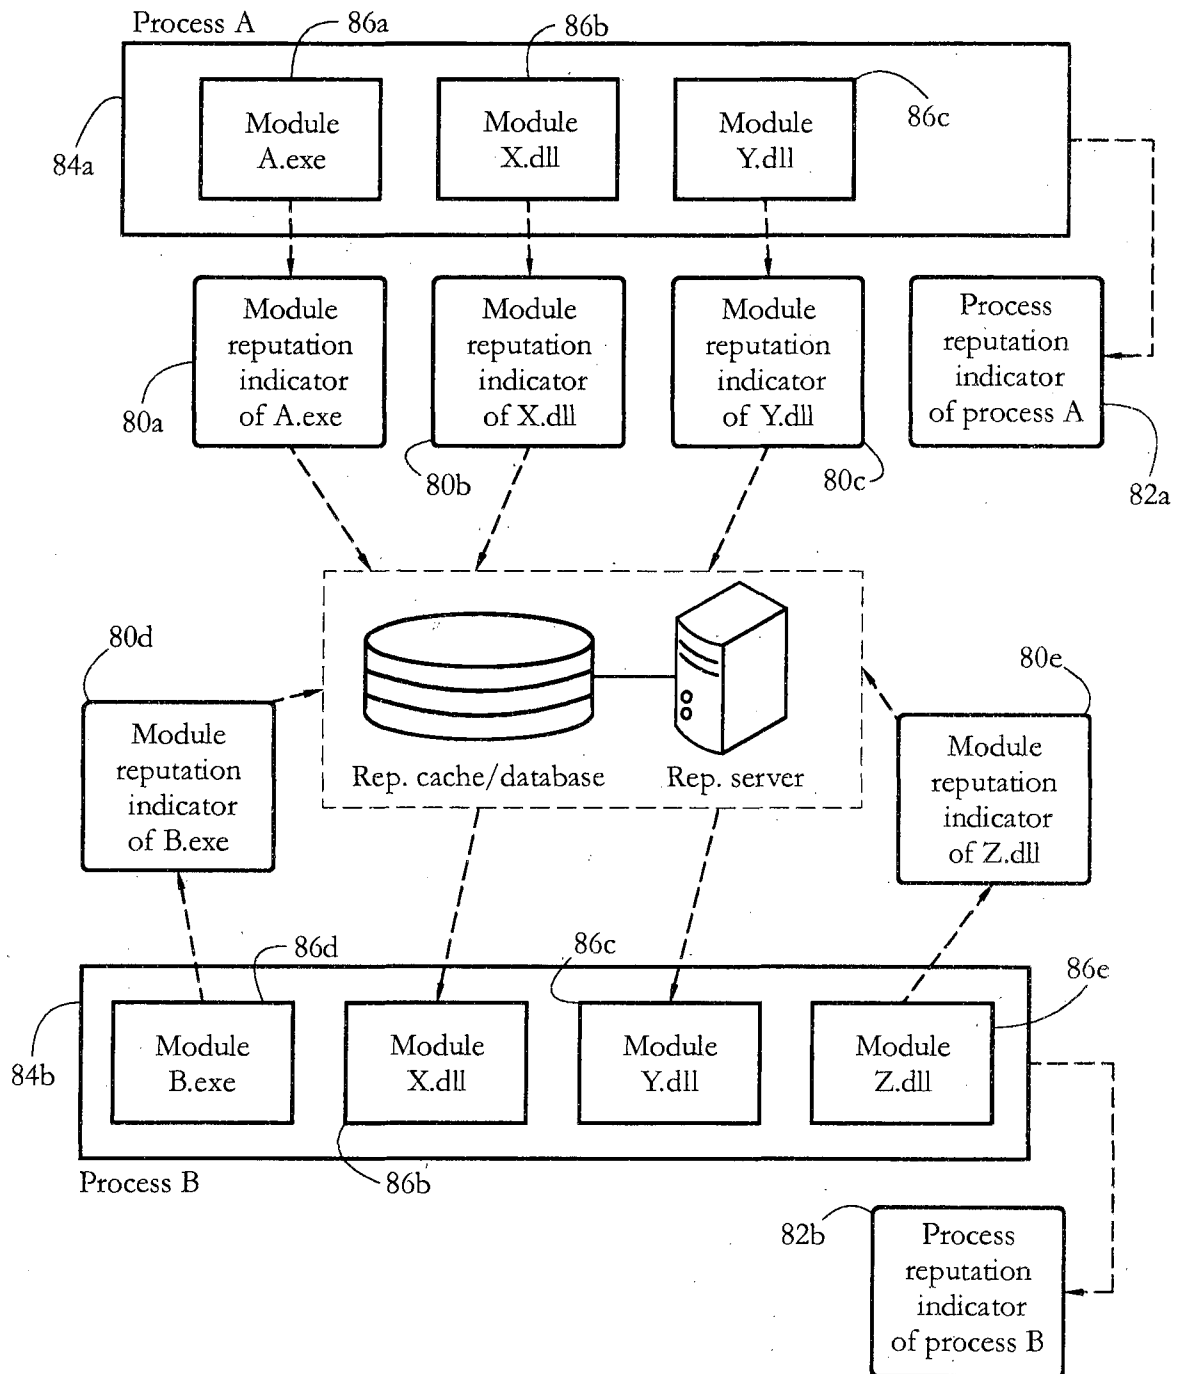 Process A
86a
86b
86c
Module
A.exe
Module
X.dll
Module
Y.dll
84a
Module
reputation
indicator
of A.exe
Module
reputation
indicator
of X.dll
Module
reputation
indicator
of Y.dll
Process
reputation
indicator
of process A
80a
80b
80c
82a
80d
80e
Module
reputation
indicator
of B.exe
Rep. cache/database
Rep. server
Module
reputation
indicator
of Z.dll
86d
86c
86e
84b
Module
B.exe
Module
X.dll
Module
Y.dll
Module
Z.dll
Process B
86b
82b
Process
reputation
indicator
of process B